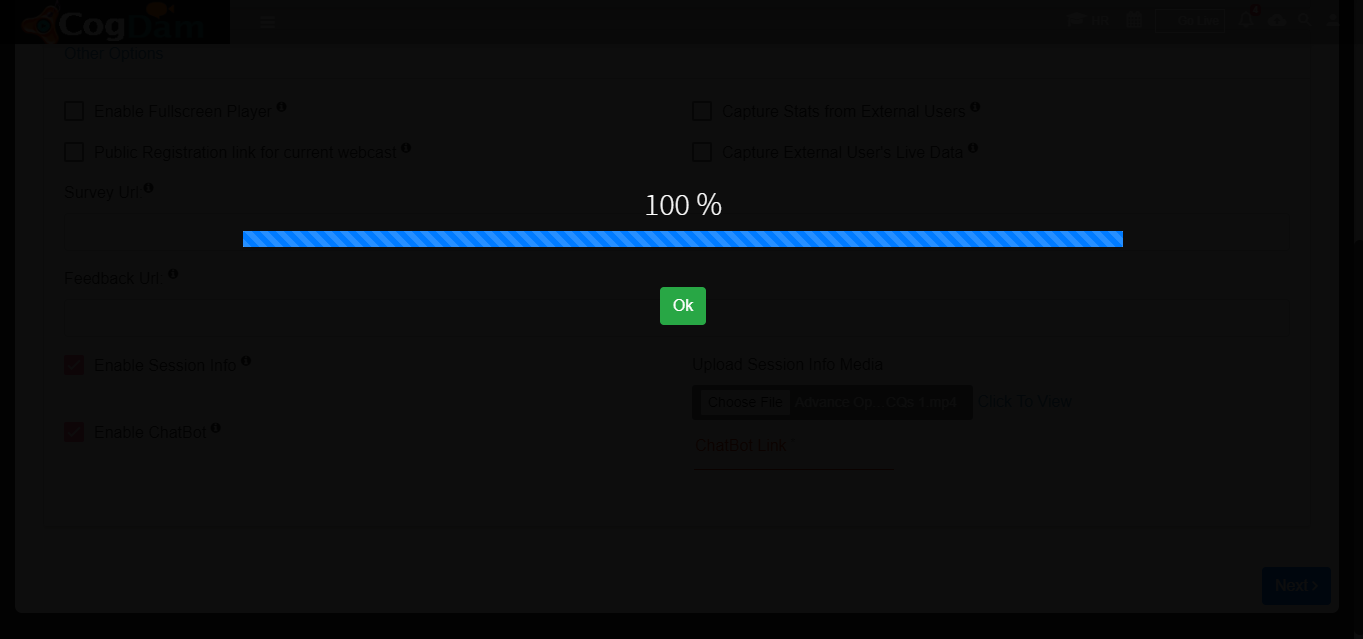 CogDam
Other Options
Enable Fullscreen Player
Capture Stats from External Users
Public Registration link for current webcast
Capture External User's Live Data
Survey Url
100 %
Feedback Url
Ok
Enable Session Info
Upload Session Info Media
Choose File Advance Op...CQs 1.mp4 Click To View
Enable ChatBot
ChatBot Link
Next >